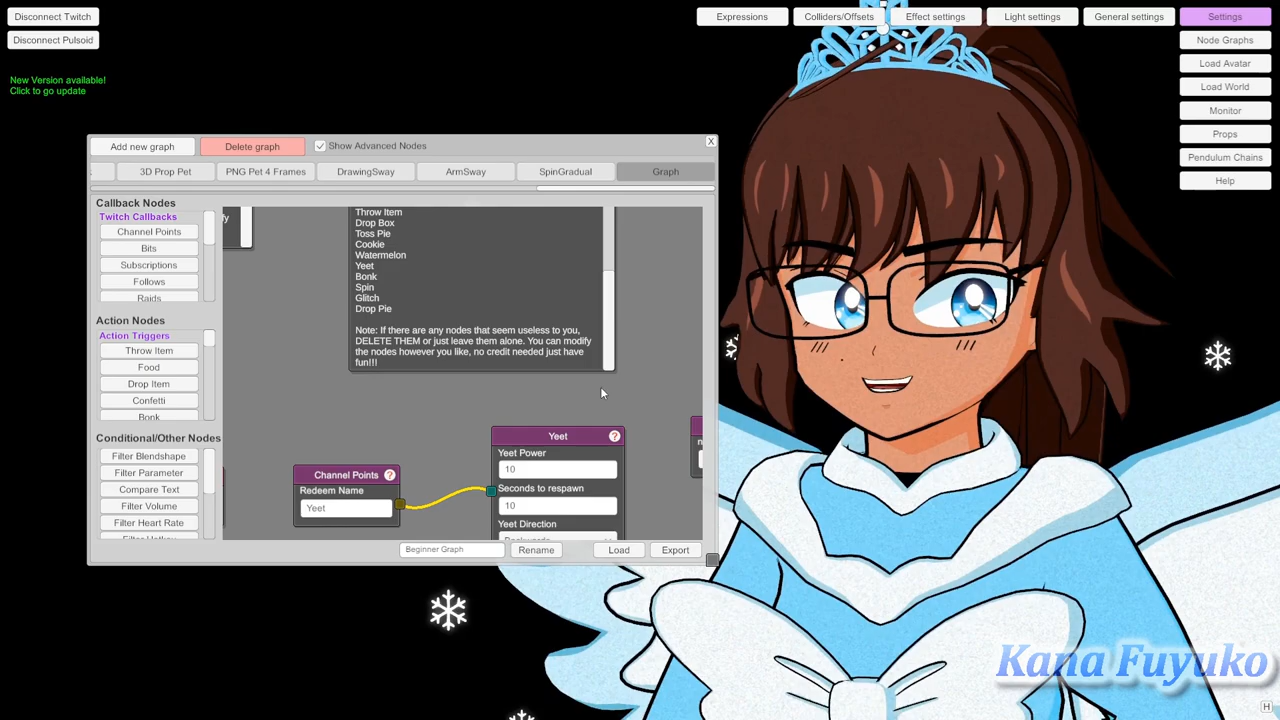 Disconnect Twitch
Disconnect Pulsoid
New Version available!
Click to go update
Expressions
Colliders/Offsets
Effect settings
Light settings
General settings
Settings
Node Graphs
Load Avatar
Load World
Monitor
Props
Pendulum Chains
Help
Add new graph
Delete graph
Show Advanced Nodes
X
3D Prop Pet
PNG Pet 4 Frames
DrawingSway
ArmSway
SpinGradual
Graph
Callback Nodes
Twitch Callbacks
Channel Points
Bits
Subscriptions
Follows
Raids
Action Nodes
Action Triggers
Throw Item
Food
Drop Item
Confetti
Bonk
Conditional/Other Nodes
Filter Blendshape
Filter Parameter
Compare Text
Filter Volume
Filter Heart Rate
Filter Hotkey
Throw Item
Drop Box
Toss Pie
Cookie
Watermelon
Yeet
Bonk
Spin
Glitch
Drop Pie
Note: If there are any nodes that seem useless to you,
DELETE THEM or just leave them alone. You can modify
the nodes however you like, no credit needed just have
fun!!!
Channel Points ?
Redeem Name
Yeet
Yeet ?
Yeet Power
10
Seconds to respawn
10
Yeet Direction
Backwards
Beginner Graph
Rename
Load
Export
Kana Fuyuko
H